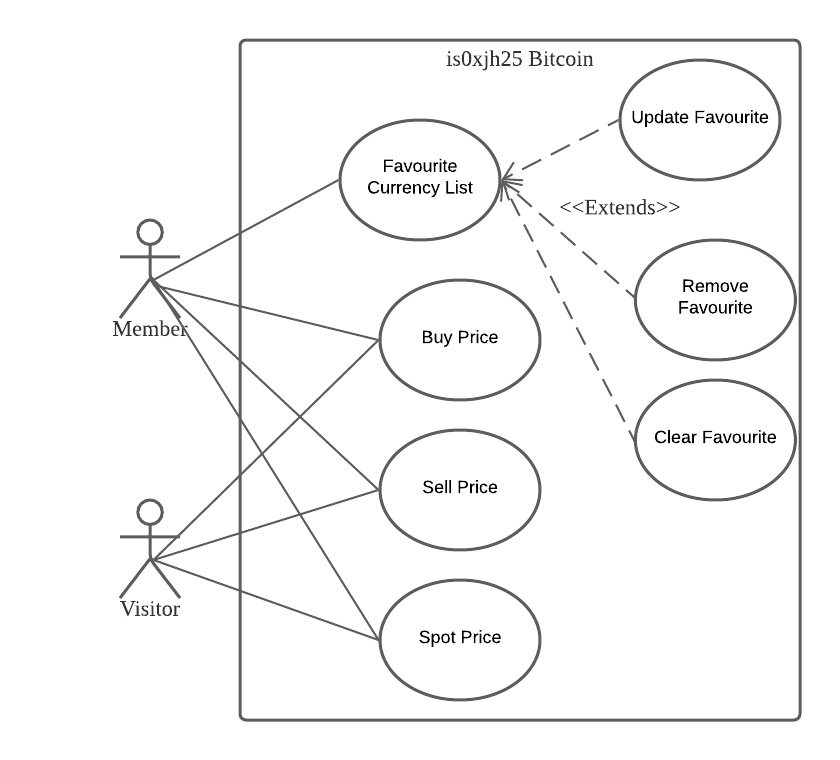 is0xjh25 Bitcoin
Update Favourite
Favourite
Currency List
<<Extends>>
Remove
Favourite
Member
Buy Price
Clear Favourite
Sell Price
Visitor
Spot Price